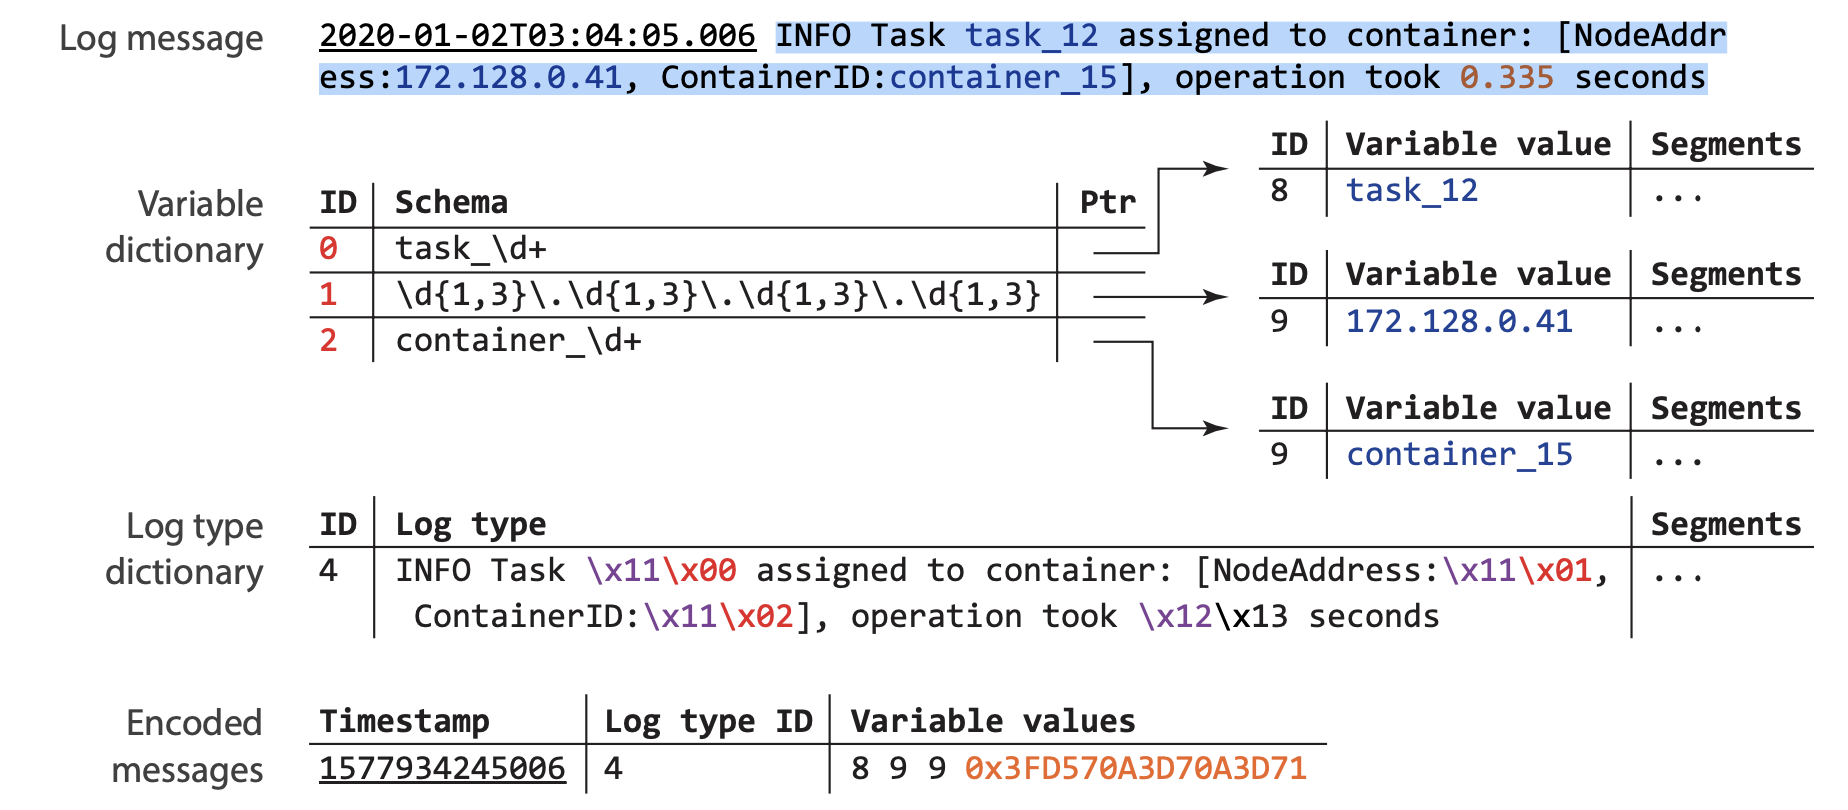 Log message
2020-01-02T03:04:05.006 INFO Task task_12 assigned to container: [NodeAddr
ess:172.128.0.41, ContainerID:container_15], operation took 0.335 seconds
Variable dictionary
ID Schema Ptr
0 task_\d+
1 \d{1,3}\.\d{1,3}\.\d{1,3}\.\d{1,3}
2 container_\d+
ID Variable value Segments
8 task_12 ...
ID Variable value Segments
9 172.128.0.41 ...
ID Variable value Segments
9 container_15 ...
Log type dictionary
ID Log type Segments
4 INFO Task \x11\x00 assigned to container: [NodeAddress:\x11\x01, ...
ContainerID:\x11\x02], operation took \x12\x13 seconds
Encoded messages
Timestamp Log type ID Variable values
1577934245006 4 8 9 9 0x3FD570A3D70A3D71